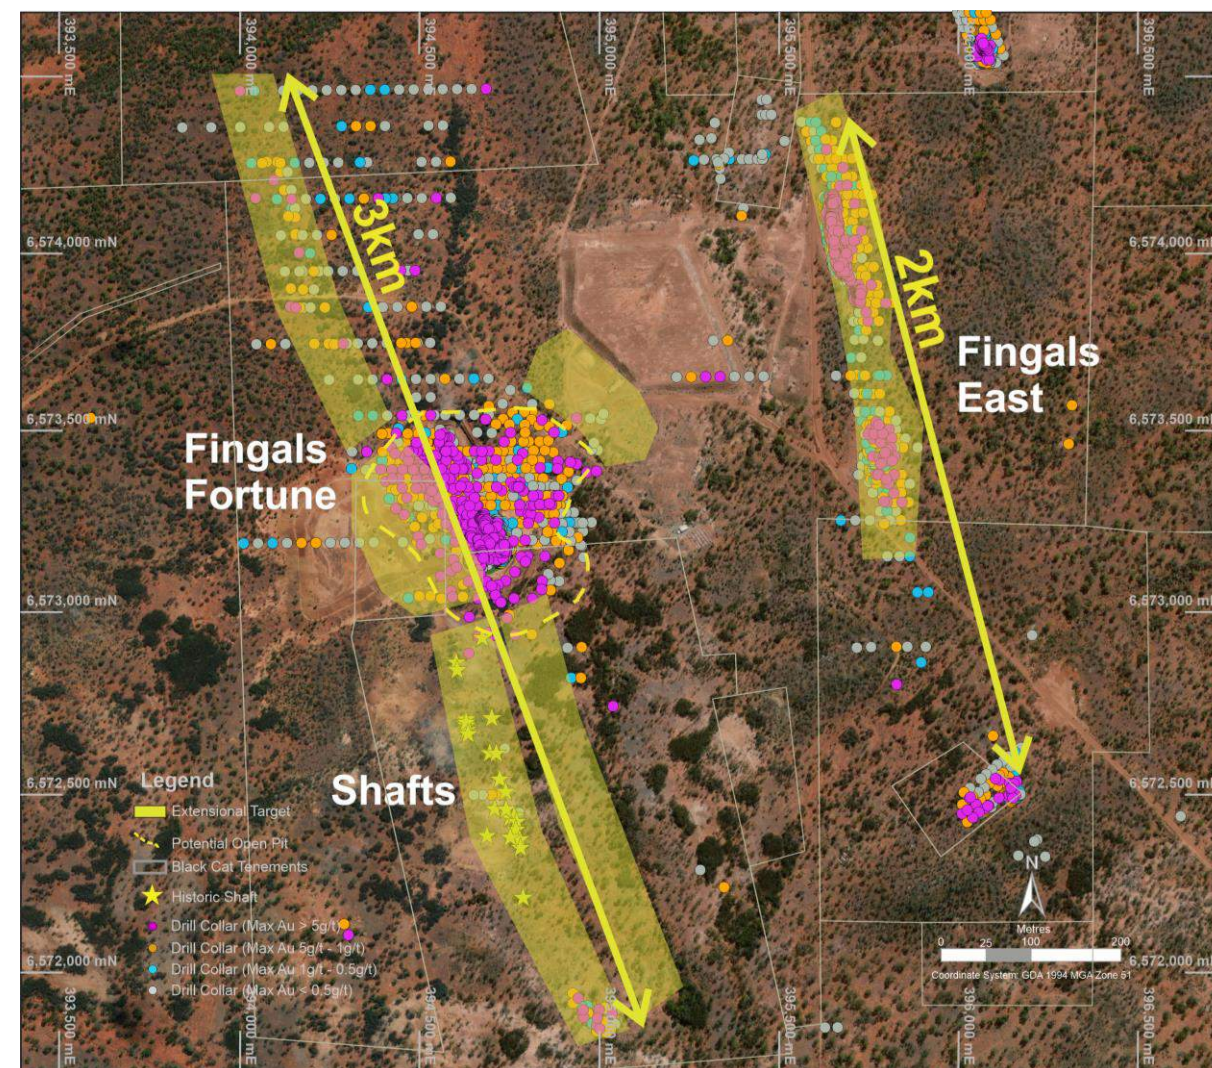 393,500 mE
394,000 mE
394,500 mE
395,000 mE
395,500 mE
396,000 mE
396,500 mE
6,574,000 mN
6,574,000 mN
3km
2km
Fingals
East
6,573,500 mN
6,573,500 mN
Fingals
Fortune
6,573,000 mN
6,573,000 mN
Shafts
6,572,500 mN
6,572,500 mN
Legend
Extensional Target
Potential Open Pit
Black Cat Tenements
Historic Shaft
Drill Collar (Max Au > 5g/t)
Drill Collar (Max Au 5g/t - 1g/t)
Drill Collar (Max Au 1g/t - 0.5g/t)
Drill Collar (Max Au < 0.5g/t)
N
Metres
0 25 100 200
Coordinate System: GDA 1994 MGA Zone 51
6,572,000 mN
6,572,000 mN
393,500 mE
394,000 mE
394,500 mE
395,000 mE
395,500 mE
396,000 mE
396,500 mE